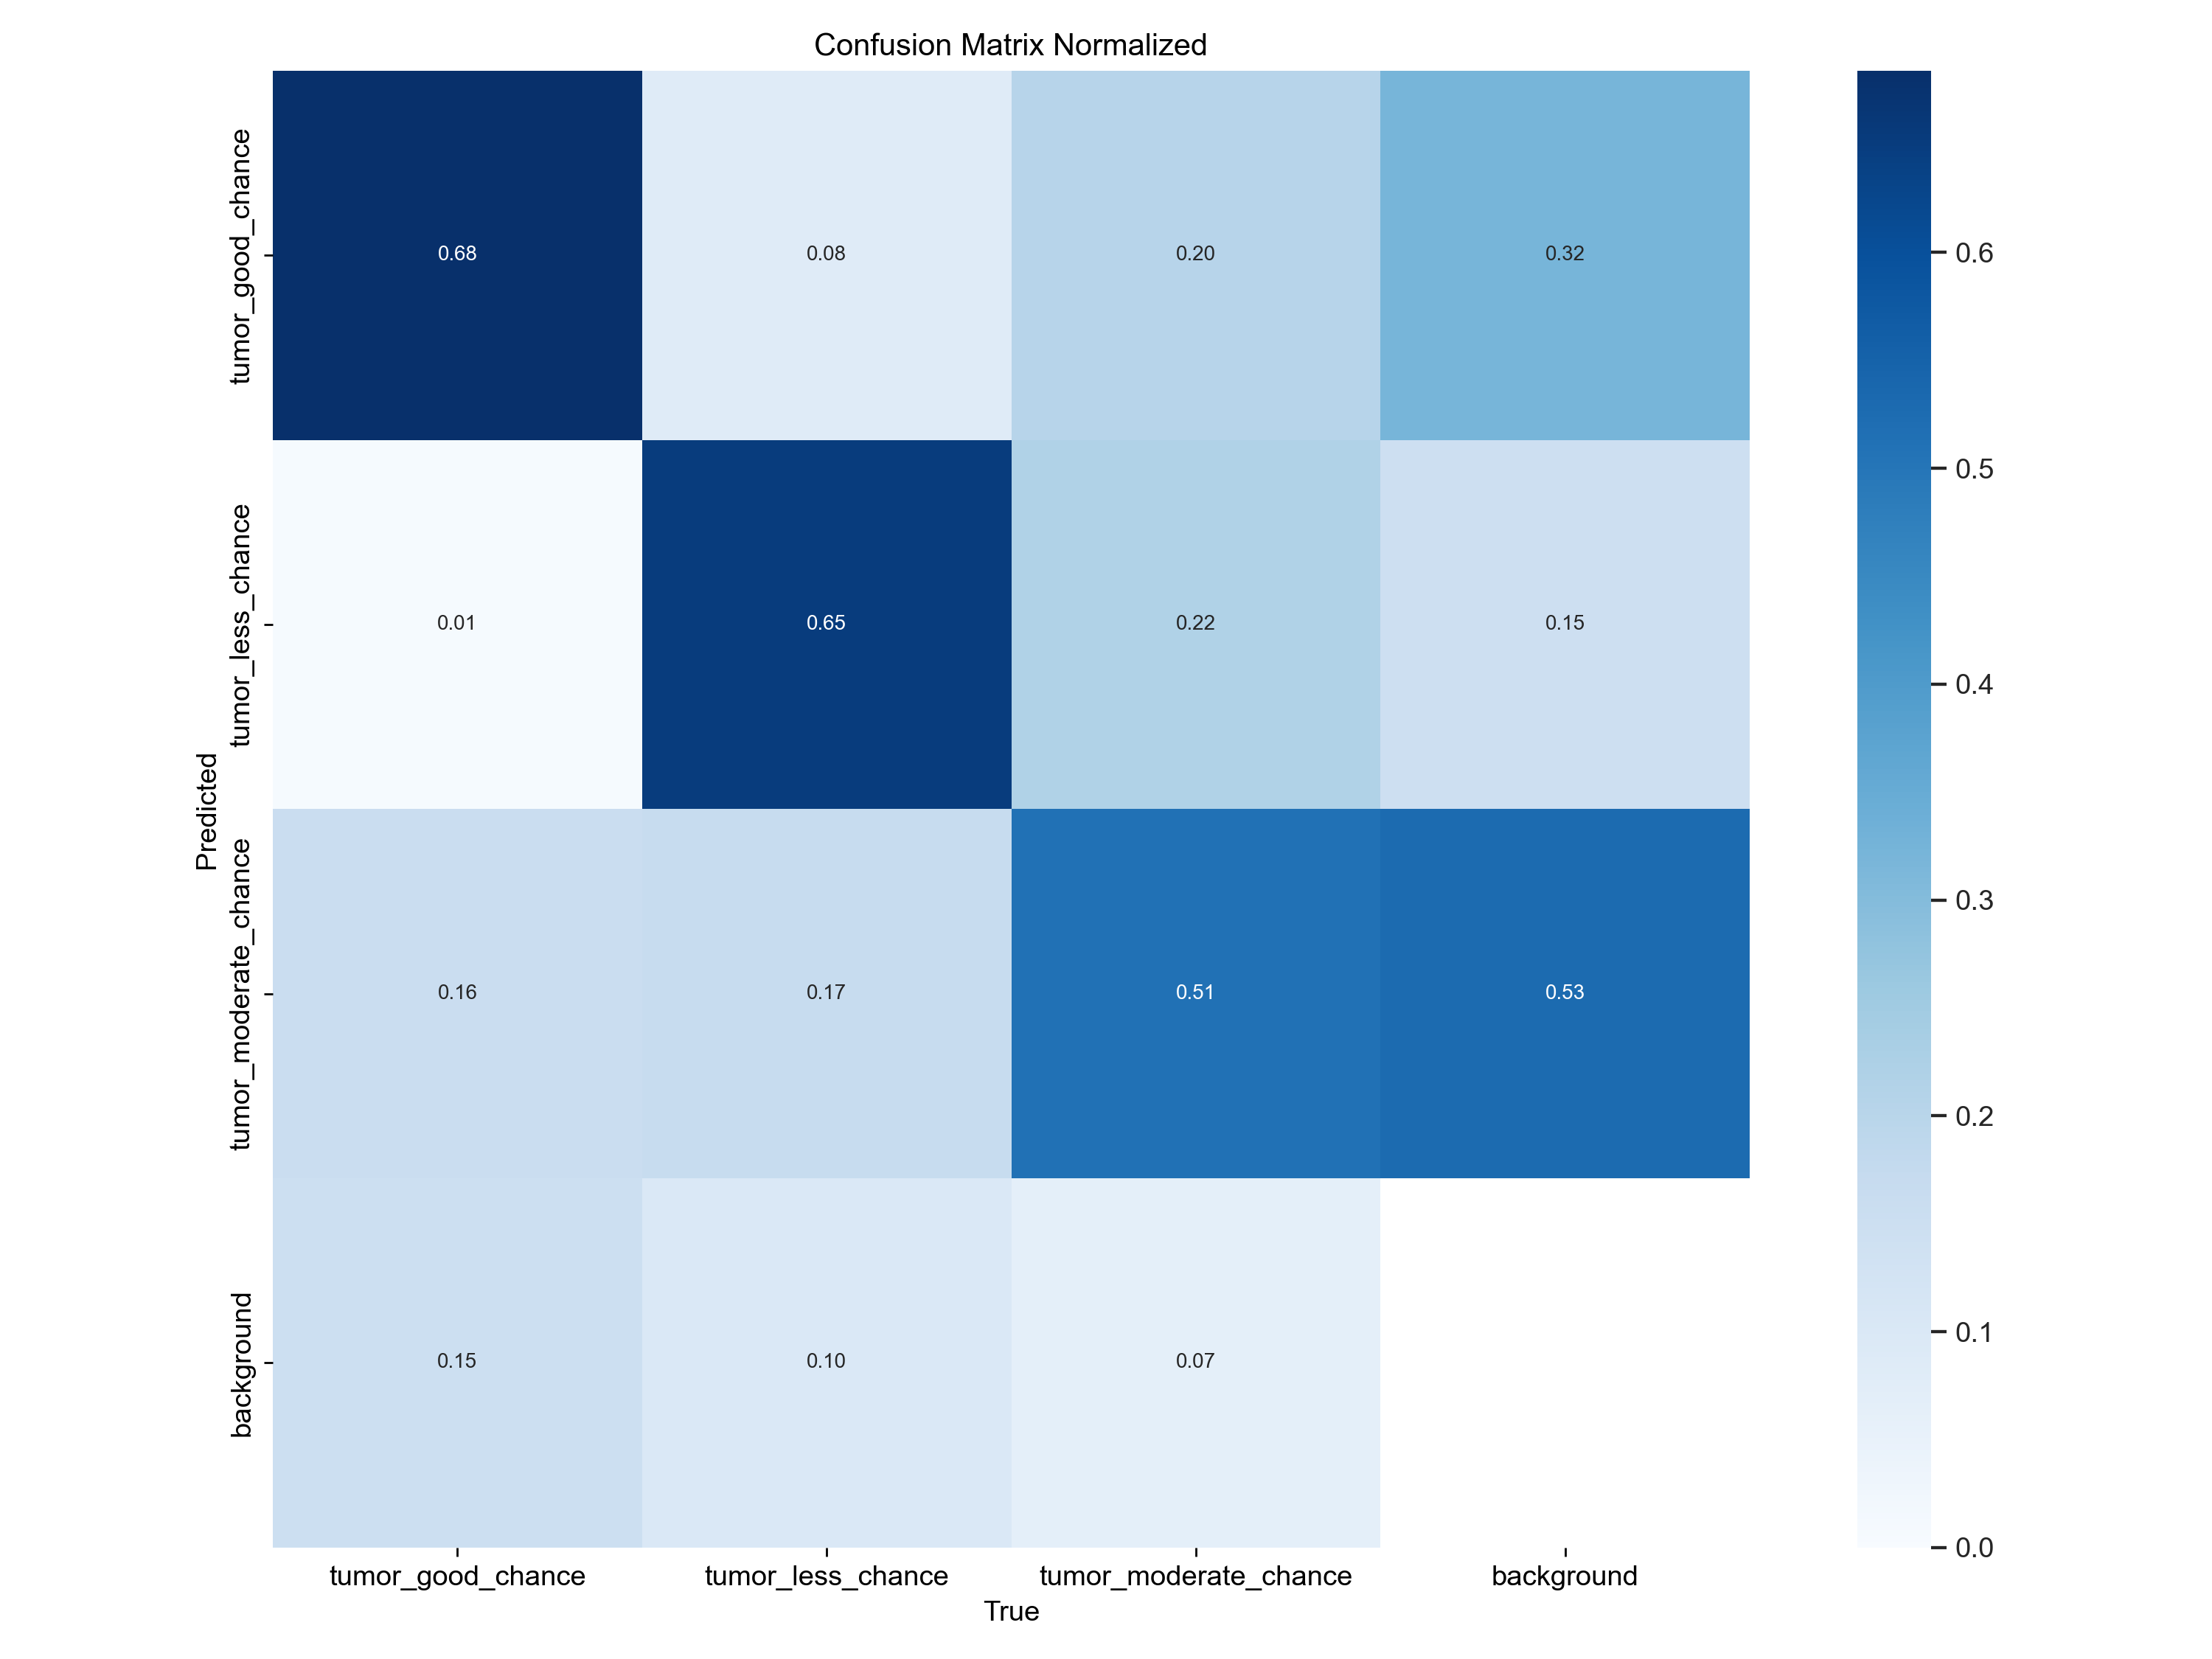 Confusion Matrix Normalized
Predicted
tumor_good_chance
0.68 0.08 0.20 0.32
tumor_less_chance
0.01 0.65 0.22 0.15
tumor_moderate_chance
0.16 0.17 0.51 0.53
background
0.15 0.10 0.07
tumor_good_chance tumor_less_chance tumor_moderate_chance background
True
0.6
0.5
0.4
0.3
0.2
0.1
0.0